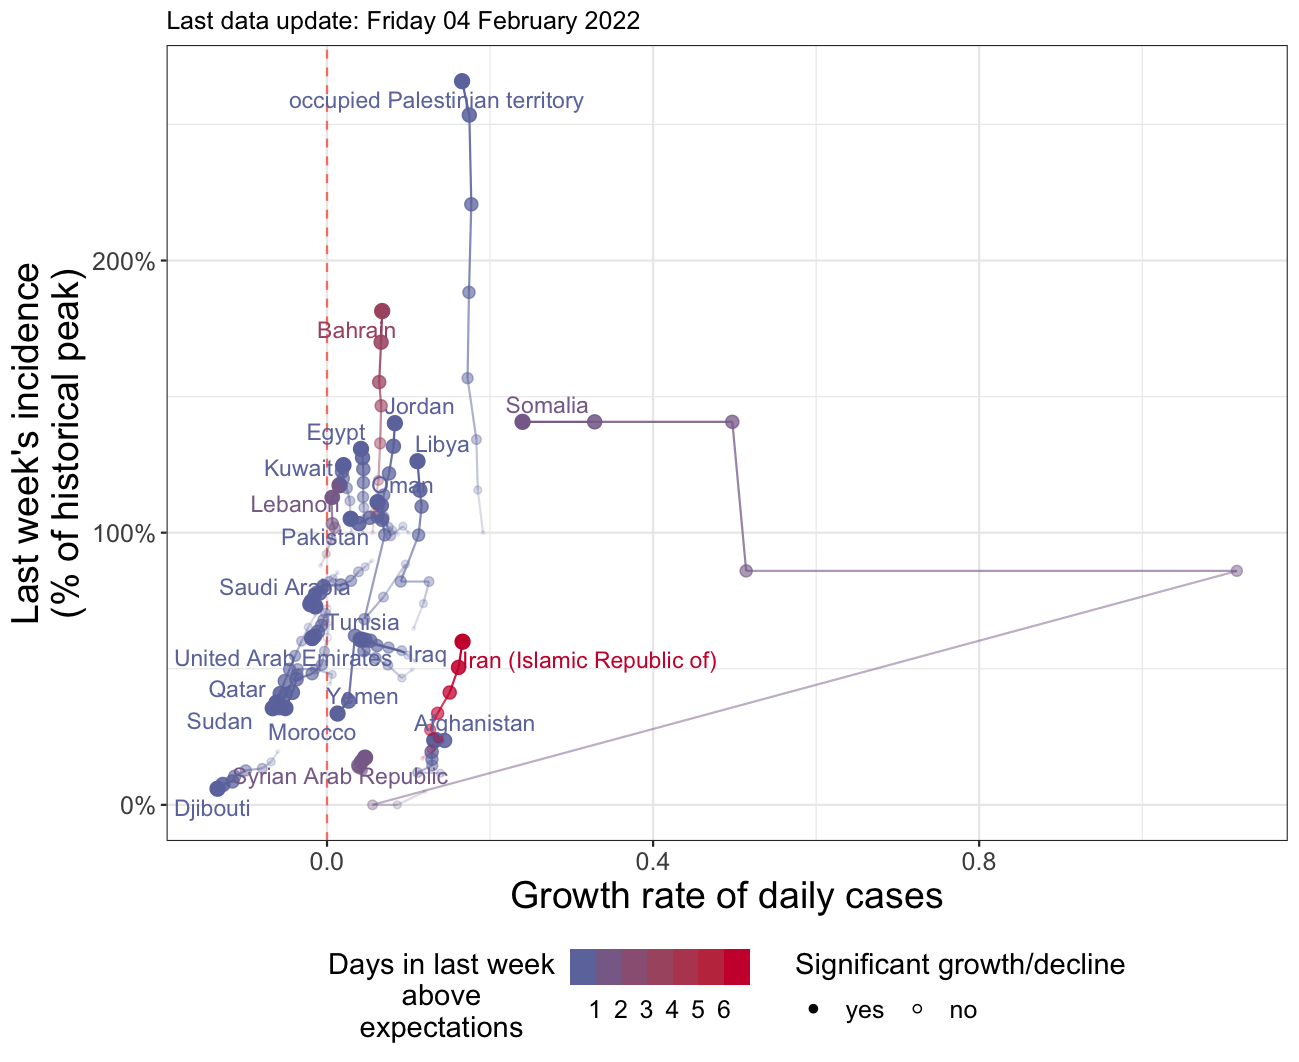 Last data update: Friday 04 February 2022
Last week's incidence
(% of historical peak)
200%
100%
0%
occupied Palestinian territory
Bahrain
Jordan
Somalia
Egypt
Libya
Kuwait
Oman
Lebanon
Pakistan
Saudi Arabia
Tunisia
United Arab Emirates
Iraq
Iran (Islamic Republic of)
Qatar
Yemen
Sudan
Morocco
Afghanistan
Syrian Arab Republic
Djibouti
0.0
0.4
0.8
Growth rate of daily cases
Days in last week
above
expectations
1 2 3 4 5 6
Significant growth/decline
yes
no